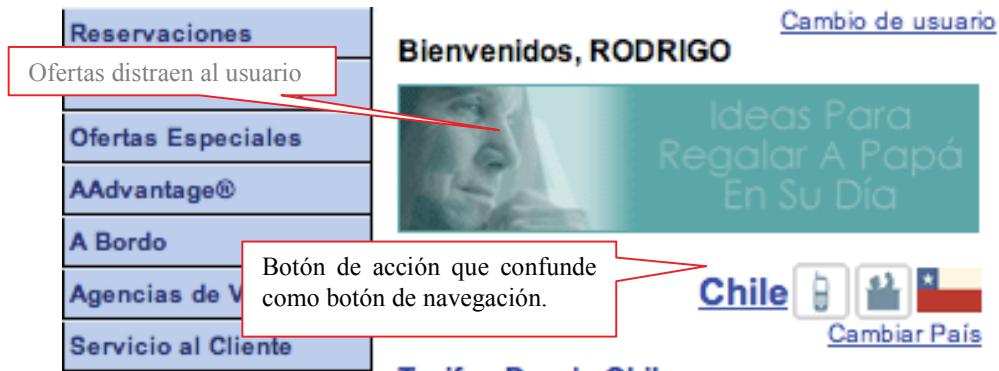 Reservaciones
Ofertas distraen al usuario
Ofertas Especiales
AAdvantage®
A Bordo
Agencias de V
Servicio al Cliente
Cambio de usuario
Bienvenidos, RODRIGO
Ideas Para
Regalar A Papá
En Su Día
Botón de acción que confunde
como botón de navegación.
Chile
Cambiar País